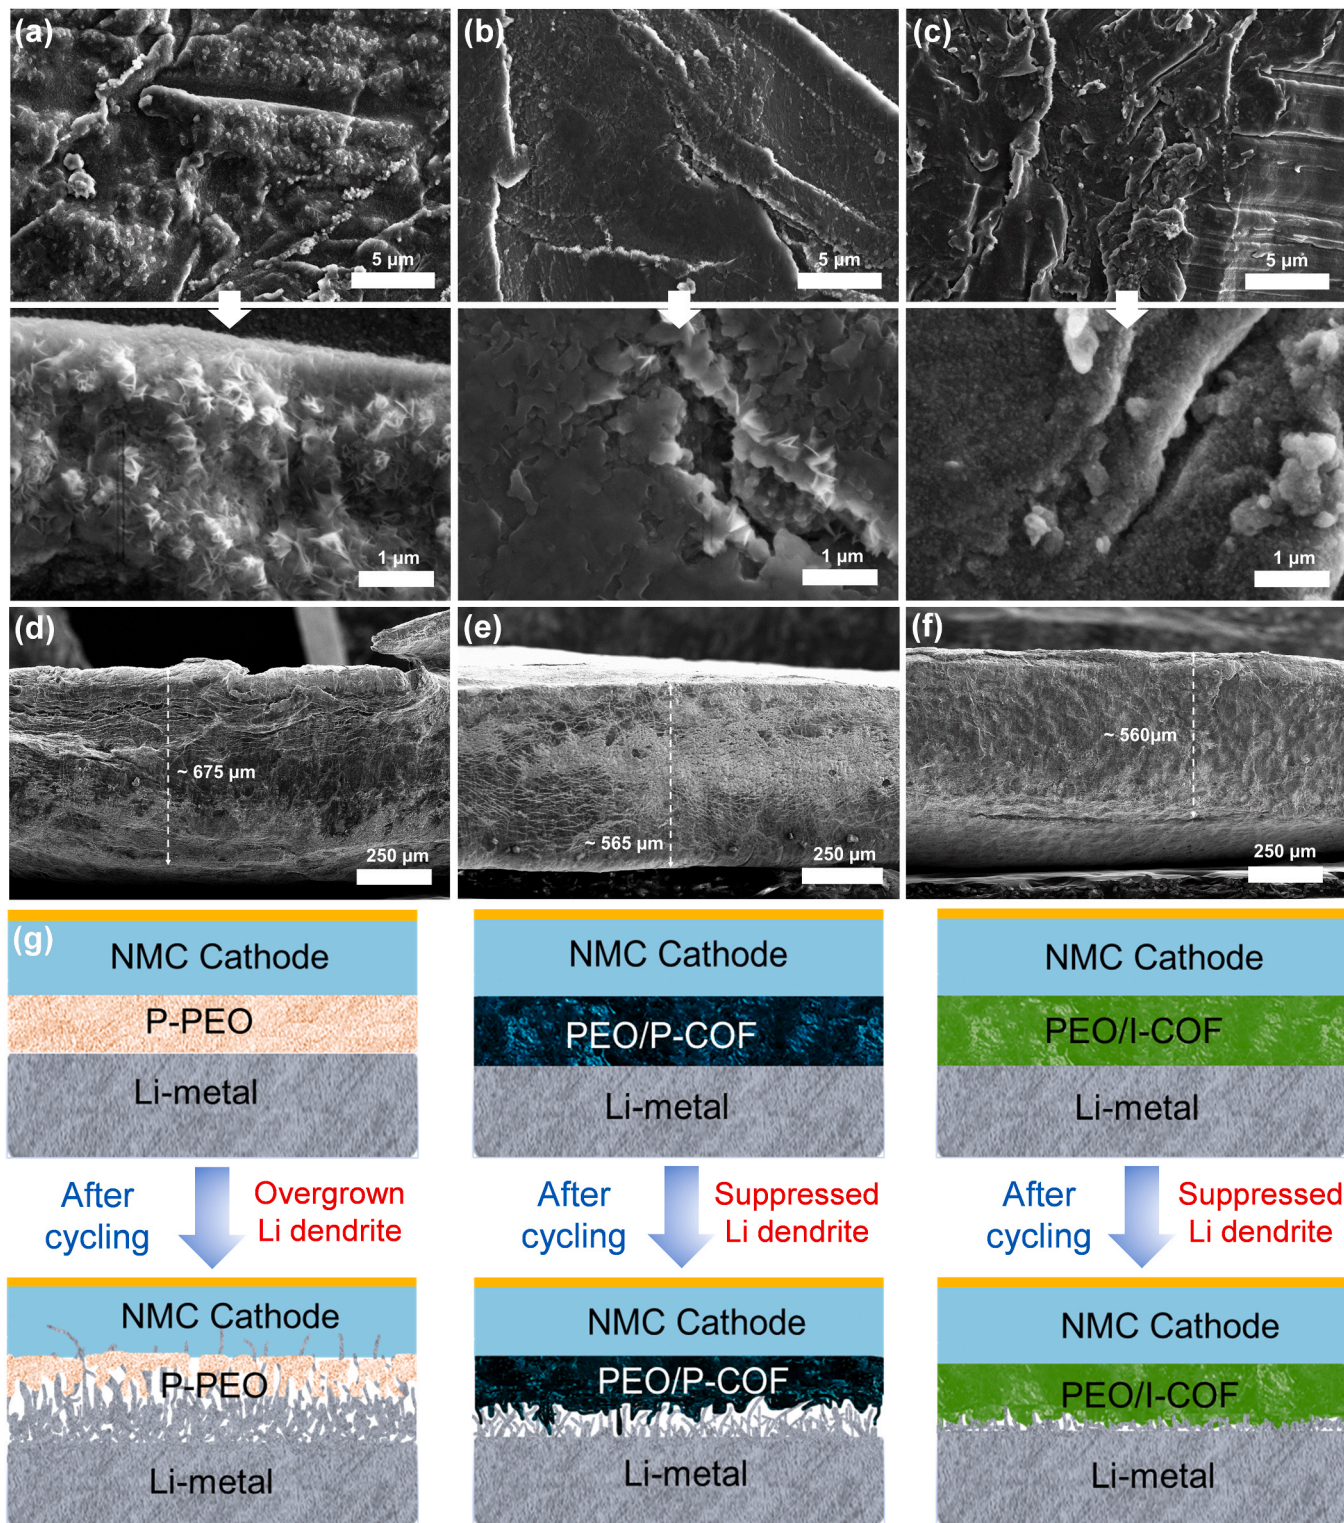 (a)
5 µm
(b)
5 µm
(c)
5 µm
1 µm
1 µm
1 µm
(d)
~ 675 µm
250 µm
(e)
~ 565 µm
250 µm
(f)
~ 560µm
250 µm
(g)
NMC Cathode
P-PEO
Li-metal
NMC Cathode
PEO/P-COF
Li-metal
NMC Cathode
PEO/I-COF
Li-metal
After
cycling
Overgrown
Li dendrite
After
cycling
Suppressed
Li dendrite
After
cycling
Suppressed
Li dendrite
NMC Cathode
P-PEO
Li-metal
NMC Cathode
PEO/P-COF
Li-metal
NMC Cathode
PEO/I-COF
Li-metal